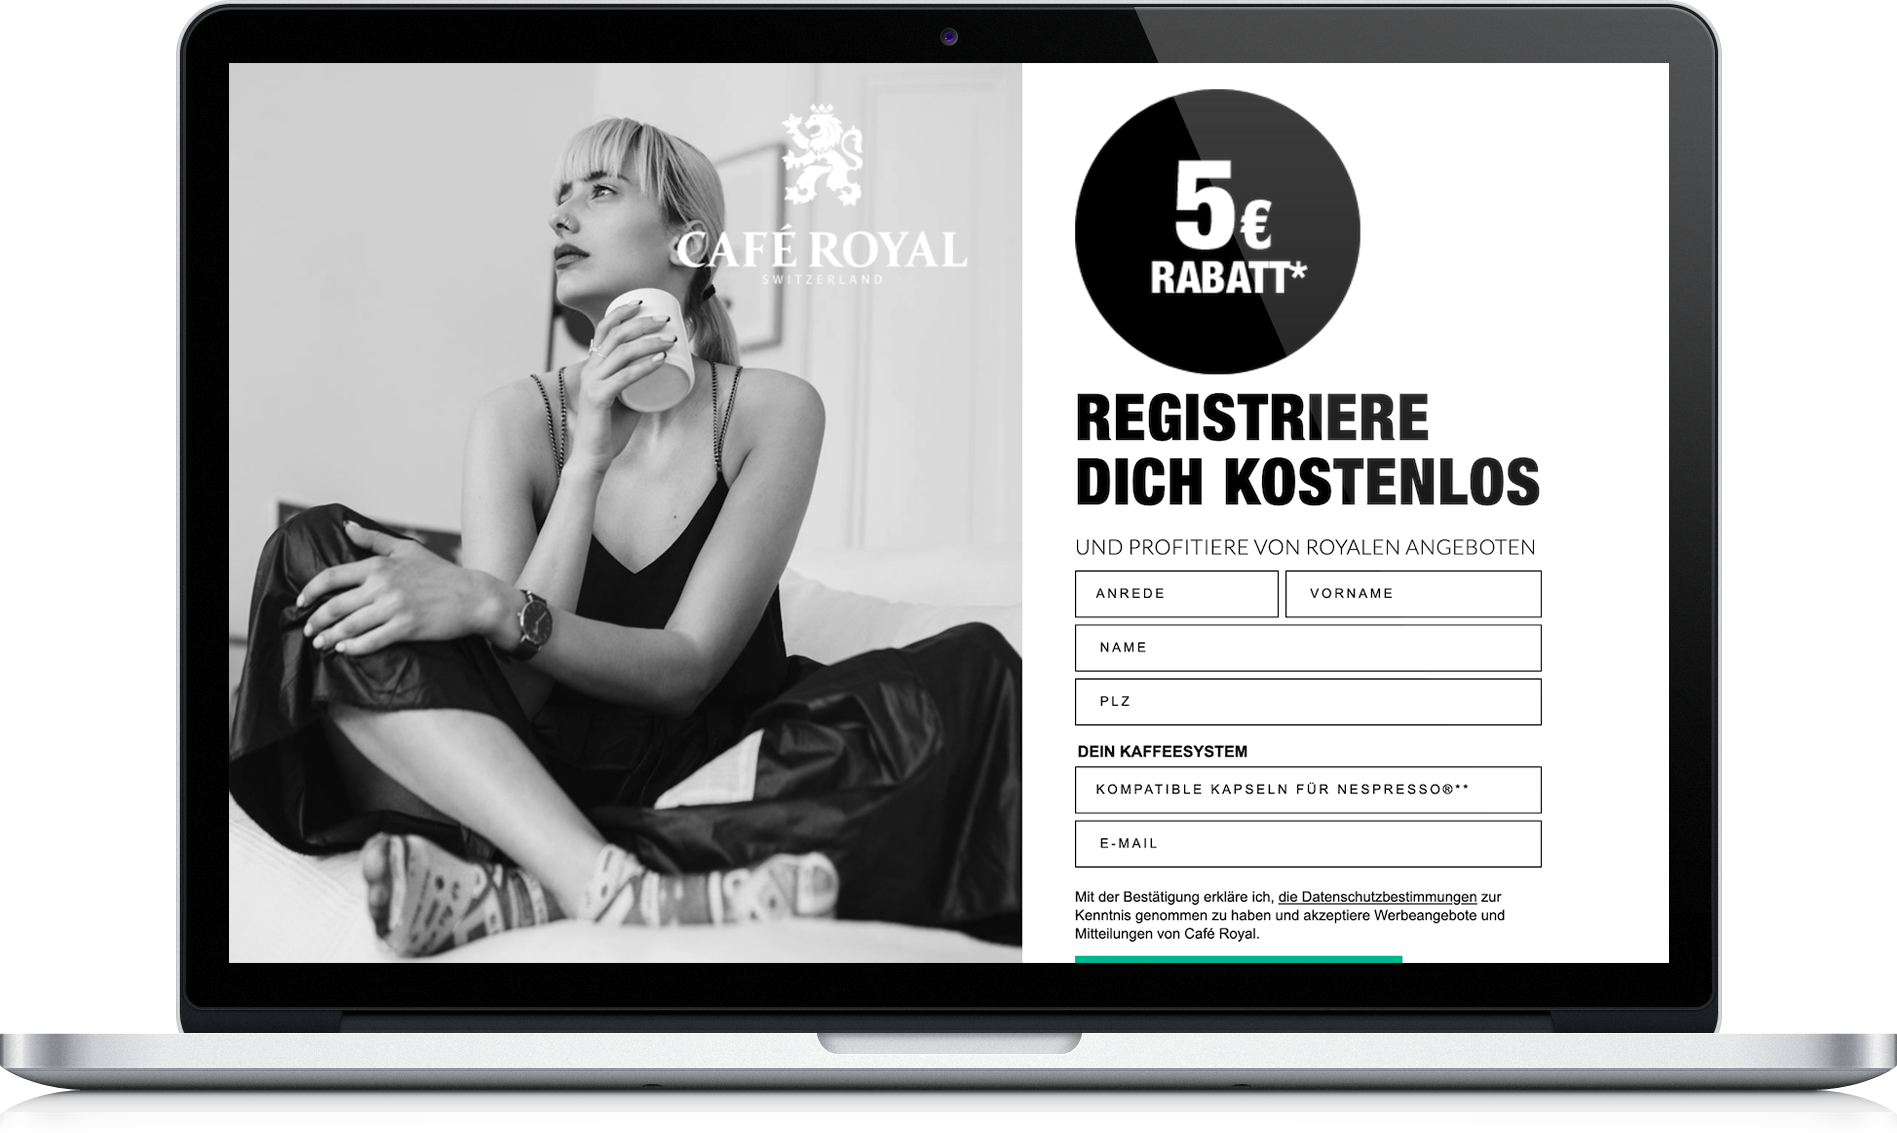 CAFÉ ROYAL
SWITZERLAND
5€
RABATT*
REGISTRIERE
DICH KOSTENLOS
UND PROFITIERE VON ROYALEN ANGEBOTEN
ANREDE
VORNAME
NAME
PLZ
DEIN KAFFEESYSTEM
KOMPATIBLE KAPSELN FÜR NESPRESSO®**
E-MAIL
Mit der Bestätigung erkläre ich, die Datenschutzbestimmungen zur
Kenntnis genommen zu haben und akzeptiere Werbeangebote und
Mitteilungen von Café Royal.